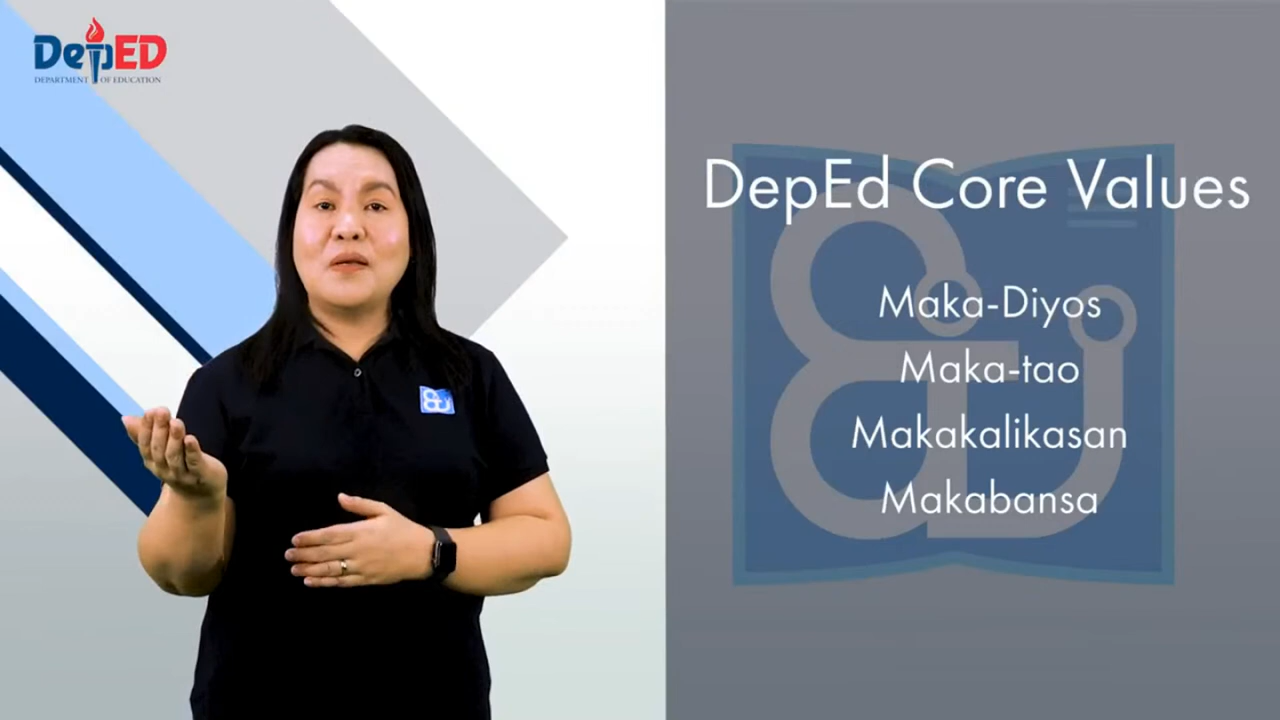 DepED
DEPARTMENT OF EDUCATION
DepEd Core Values
Maka-Diyos
Maka-tao
Makakalikasan
Makabansa